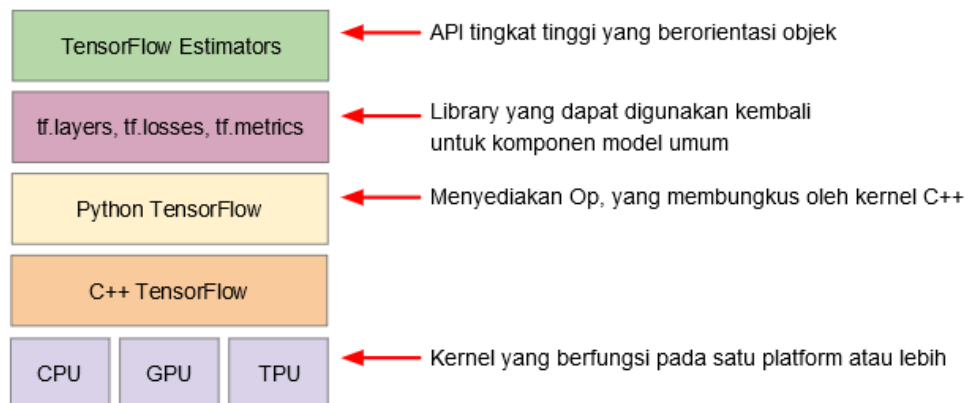 TensorFlow Estimators
API tingkat tinggi yang berorientasi objek
tf.layers, tf.losses, tf.metrics
Library yang dapat digunakan kembali
untuk komponen model umum
Python TensorFlow
Menyediakan Op, yang membungkus oleh kernel C++
C++ TensorFlow
CPU
GPU
TPU
Kernel yang berfungsi pada satu platform atau lebih